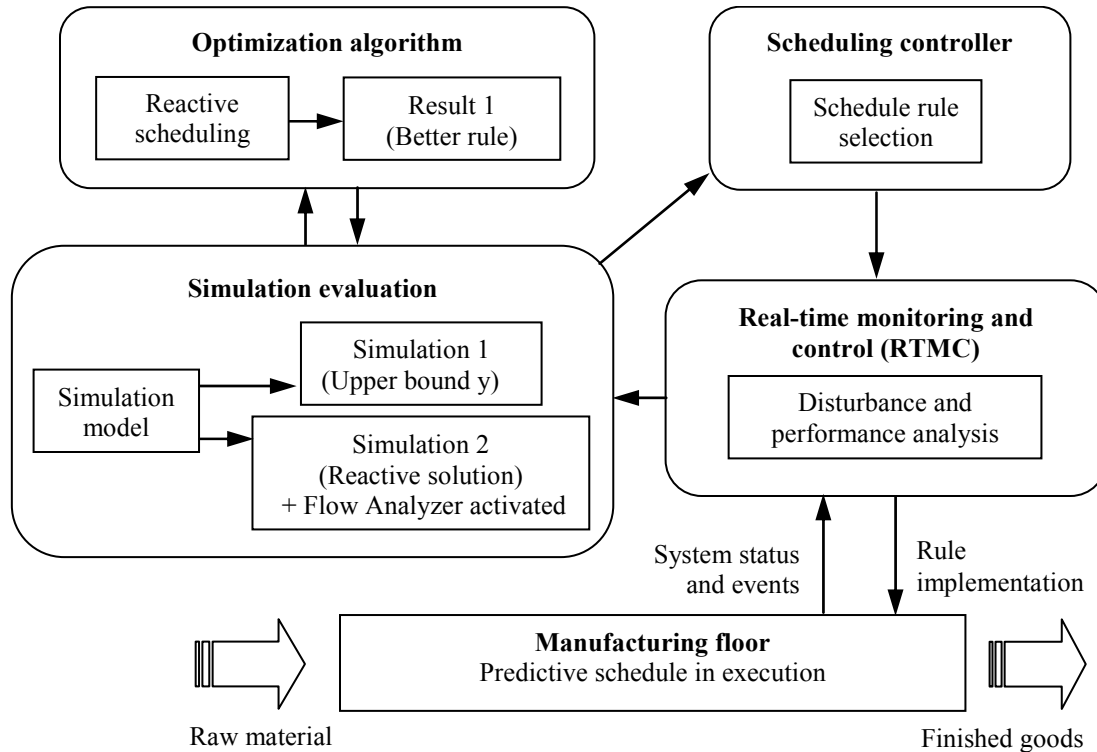 Optimization algorithm
Reactive
scheduling
Result 1
(Better rule)
Scheduling controller
Schedule rule
selection
Simulation evaluation
Simulation
model
Simulation 1
(Upper bound y)
Simulation 2
(Reactive solution)
+ Flow Analyzer activated
Real-time monitoring and
control (RTMC)
Disturbance and
performance analysis
System status
and events
Rule
implementation
Manufacturing floor
Predictive schedule in execution
Raw material
Finished goods